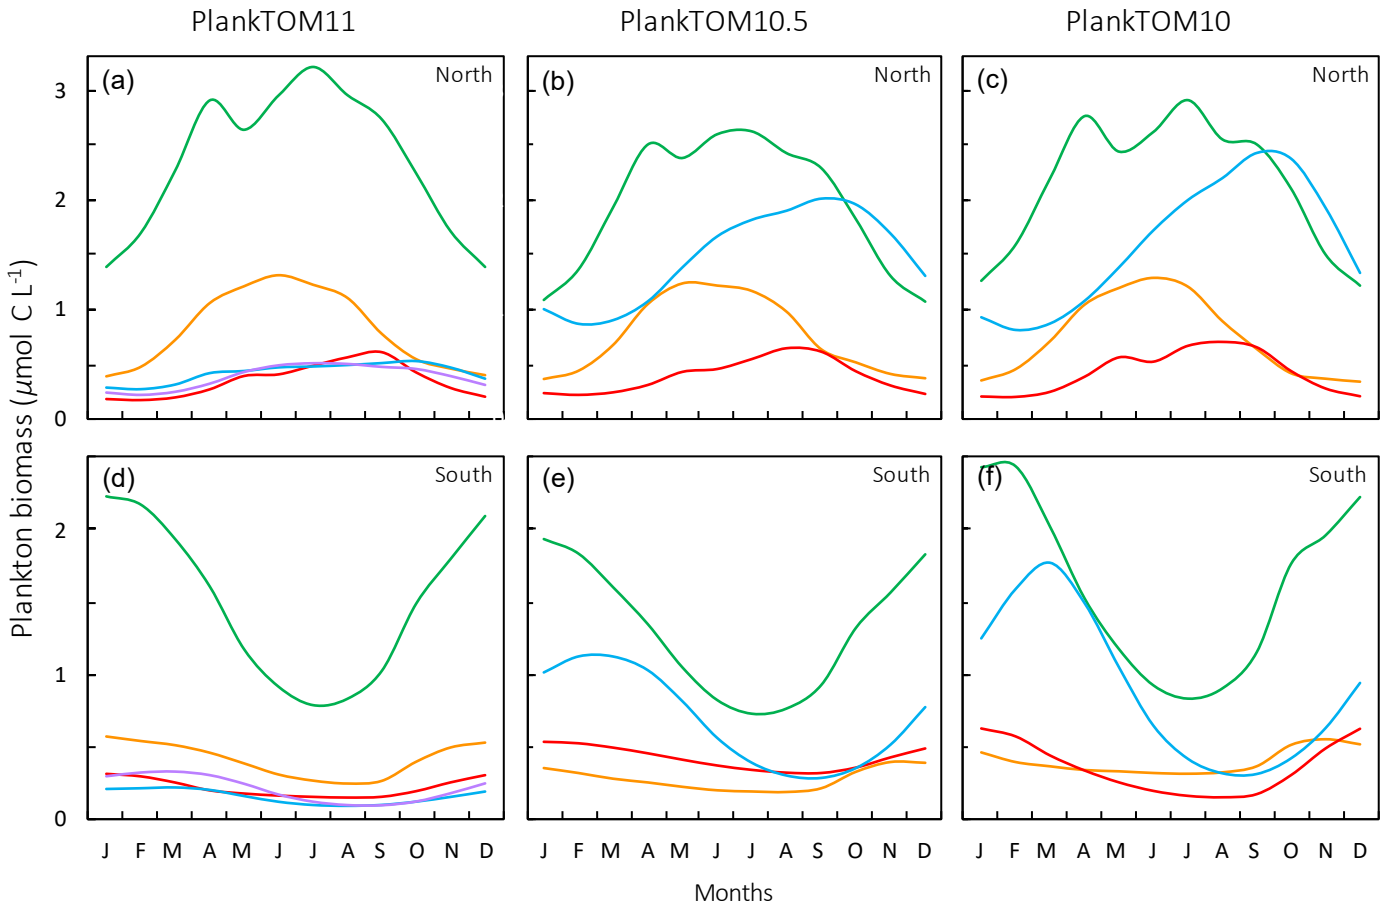 PlankTOM11 PlankTOM10.5 PlankTOM10
(a) North (b) North (c) North
3
2
1
0
Plankton biomass (μmol C L-1)
(d) South (e) South (f) South
2
1
0
J F M A M J J A S O N D J F M A M J J A S O N D J F M A M J J A S O N D
Months